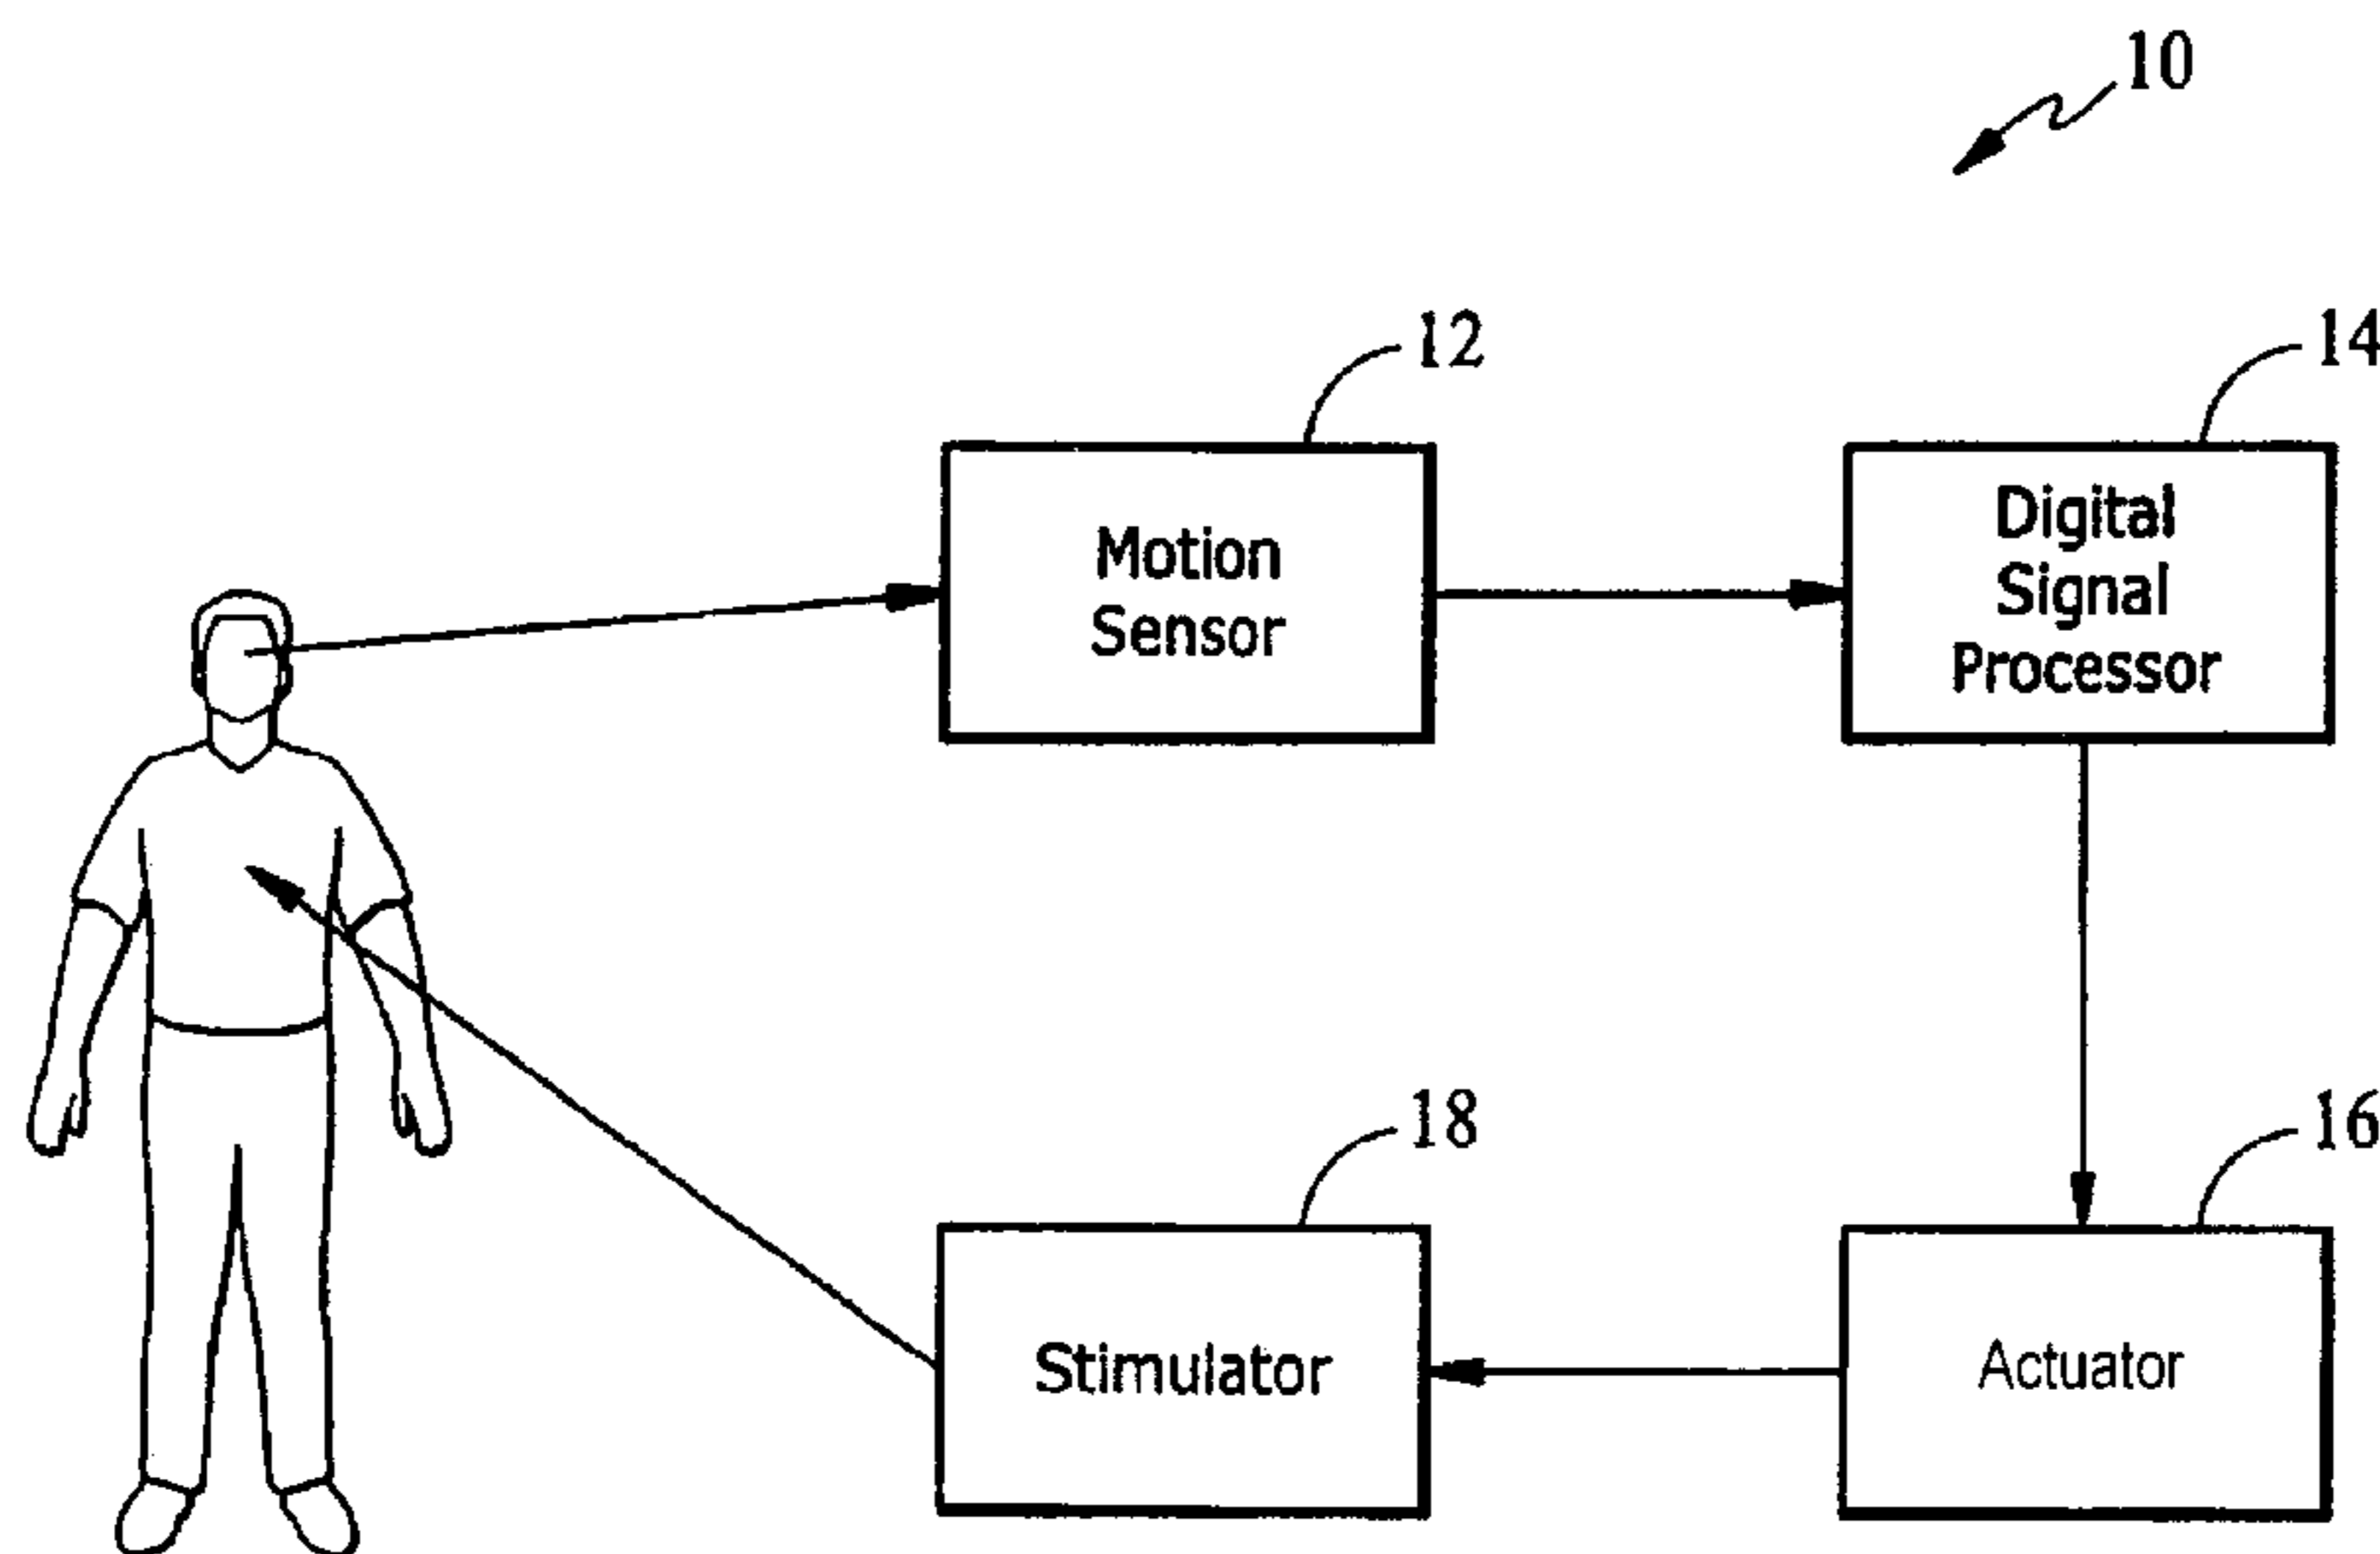 10
12
14
Motion
Sensor
Digital
Signal
Processor
18
16
Stimulator
Actuator